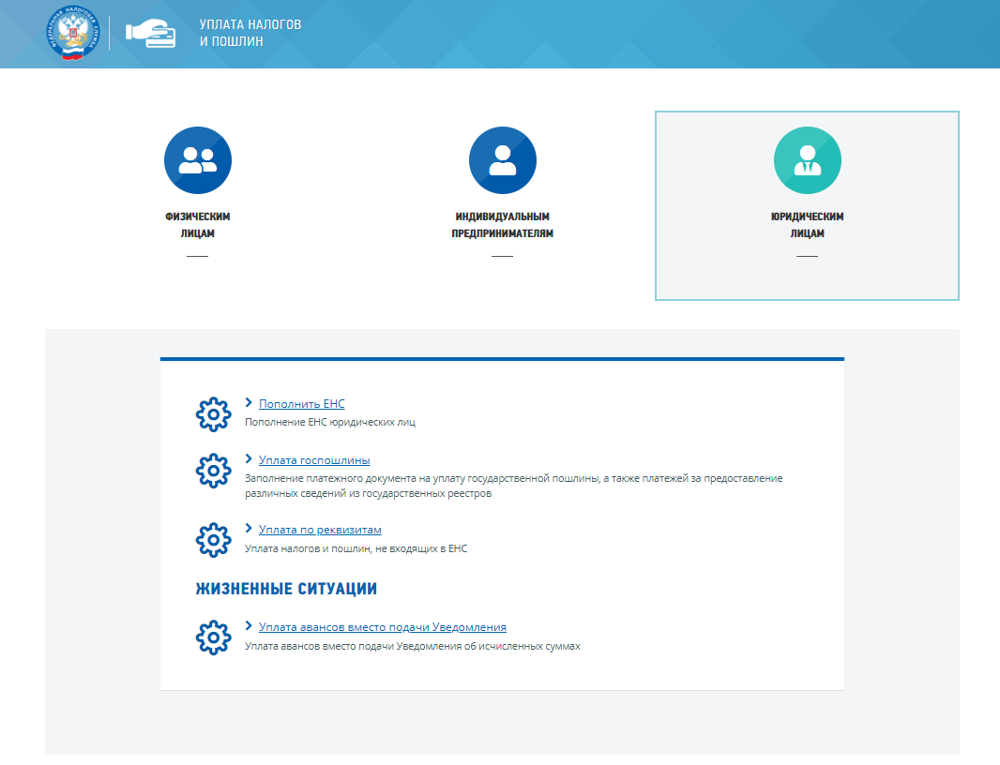 УПЛАТА НАЛОГОВ
И ПОШЛИН
ФИЗИЧЕСКИМ
ЛИЦАМ
ИНДИВИДУАЛЬНЫМ
ПРЕДПРИНИМАТЕЛЯМ
ЮРИДИЧЕСКИМ
ЛИЦАМ
Пополнить ЕНС
Пополнение ЕНС юридических лиц
Уплата госпошлины
Заполнение платежного документа на уплату государственной пошлины, а также платежей за предоставление
различных сведений из государственных реестров
Уплата по реквизитам
Уплата налогов и пошлин, не входящих в ЕНС
ЖИЗНЕННЫЕ СИТУАЦИИ
Уплата авансов вместо подачи Уведомления
Уплата авансов вместо подачи Уведомления об исчисленных суммах